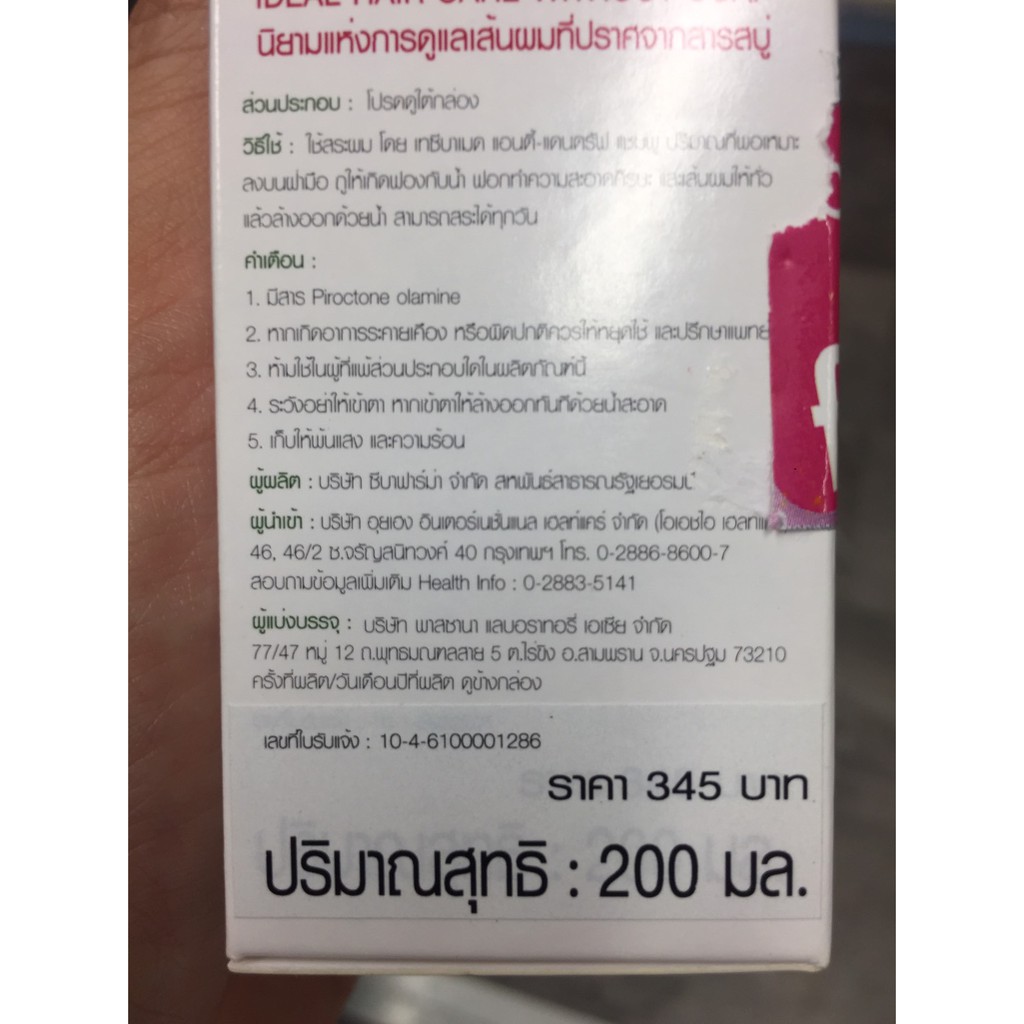 IDEAL HAIR CARE WITHOUT SOAP
นิยามแห่งการดูแลเส้นผมที่ปราศจากสารสบู่
ส่วนประกอบ : โปรดดูใต้กล่อง
วิธีใช้ : ใช้สระผม โดย เทซีบาเมด แอนตี้-แดนดรัฟ แชมพู ปริมาณที่พอเหมาะ
ลงบนฝ่ามือ ถูให้เกิดฟองกับน้ำ ฟอกทำความสะอาดศีรษะ และเส้นผมให้ทั่ว
แล้วล้างออกด้วยน้ำ สามารถสระได้ทุกวัน
คำเตือน :
1. มีสาร Piroctone olamine
2. หากเกิดอาการระคายเคือง หรือผิดปกติควรให้หยุดใช้ และปรึกษาแพทย์
3. ห้ามใช้ในผู้ที่แพ้ส่วนประกอบใดในผลิตภัณฑ์นี้
4. ระวังอย่าให้เข้าตา หากเข้าตาให้ล้างออกทันทีด้วยน้ำสะอาด
5. เก็บให้พ้นแสง และความร้อน
ผู้ผลิต : บริษัท ซีบาฟาร์ม่า จำกัด สหพันธ์สาธารณรัฐเยอรมนี
ผู้นำเข้า : บริษัท อุยเฮง อินเตอร์เนชั่นแนล เฮลท์แคร์ จำกัด (โอเอชไอ
46, 46/2 ซ.จรัญสนิทวงศ์ 40 กรุงเทพฯ โทร. 0-2886-8600-7
สอบถามข้อมูลเพิ่มเติม Health Info : 0-2883-5141
ผู้แบ่งบรรจุ : บริษัท พาสชานา แลบอราทอรี่ เอเชีย จำกัด
77/47 หมู่ 12 ถ.พุทธมณฑลสาย 5 ต.ไร่ขิง อ.สามพราน จ.นครปฐม 73210
ครั้งที่ผลิต/วันเดือนปีที่ผลิต ดูข้างกล่อง
เลขที่ใบรับแจ้ง : 10-4-6100001286
ราคา 345 บาท
ปริมาณสุทธิ : 200 มล.